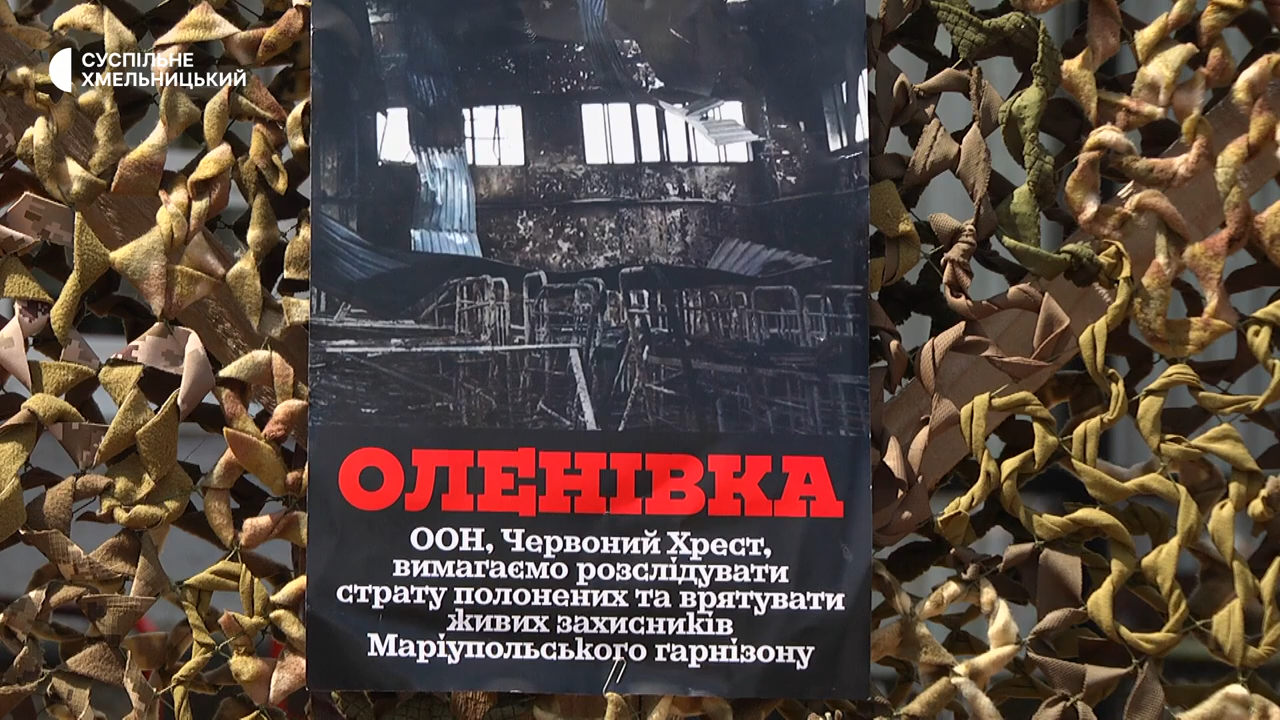 СУСПІЛЬНЕ
ХМЕЛЬНИЦЬКИЙ
ОЛЕНІВКА
ООН, Червоний Хрест,
вимагаємо розслідувати
страту полонених та врятувати
живих захисників
Маріупольського гарнізону